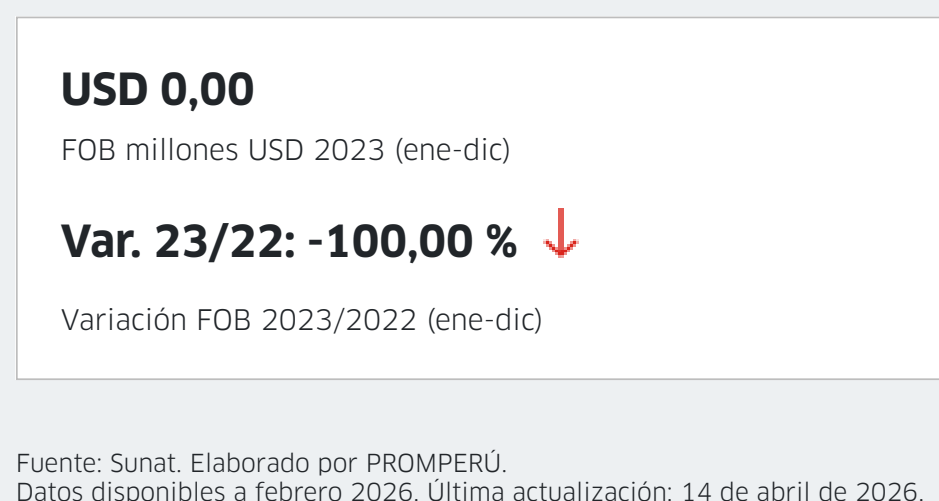 USD 0,00
FOB millones USD 2023 (ene-dic)
Var. 23/22: -100,00 %
Variación FOB 2023/2022 (ene-dic)
Fuente: Sunat. Elaborado por PROMPERÚ.
Datos disponibles a febrero 2026. Última actualización: 14 de abril de 2026.